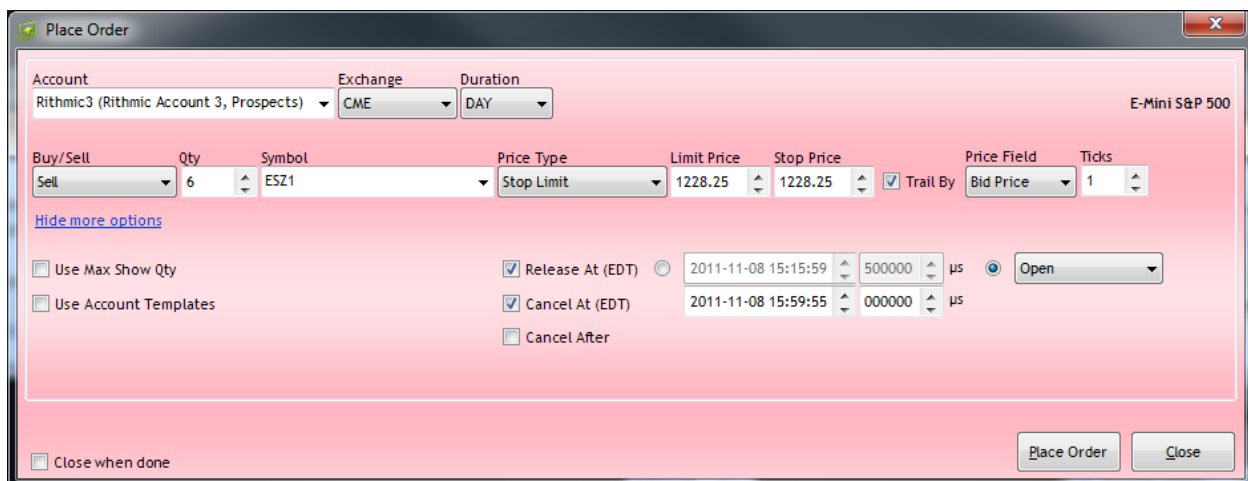 Place Order
Account Exchange Duration
Rithmic3 (Rithmic Account 3, Prospects) CME DAY E-Mini S&P 500
Buy/Sell Qty Symbol Price Type Limit Price Stop Price Price Field Ticks
Sell 6 ESZ1 Stop Limit 1228.25 1228.25 Trail By Bid Price 1
Hide more options
Use Max Show Qty Release At (EDT) 2011-11-08 15:15:59 500000 µs Open
Use Account Templates Cancel At (EDT) 2011-11-08 15:59:55 000000 µs
Cancel After
Close when done Place Order Close